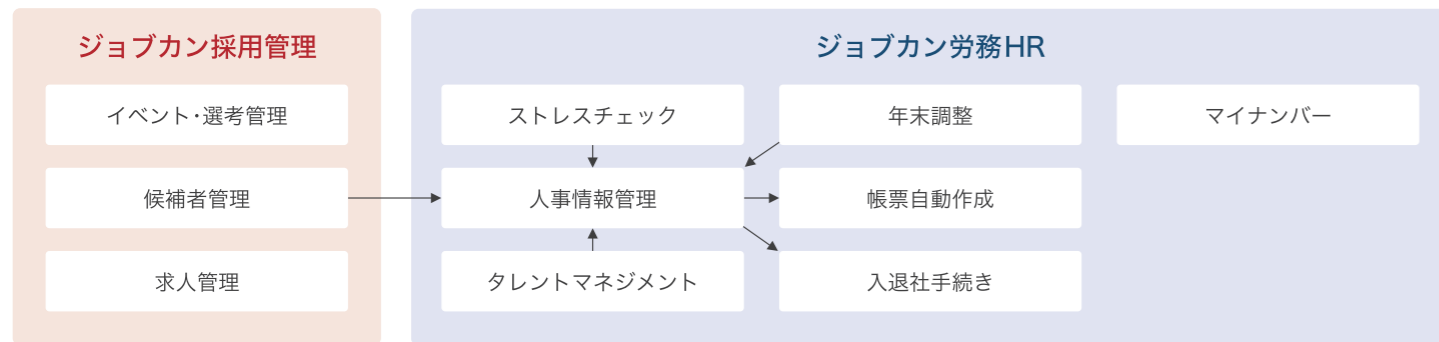 ジョブカン採用管理
イベント・選考管理
候補者管理
求人管理
ジョブカン労務HR
ストレスチェック
年末調整
マイナンバー
人事情報管理
帳票自動作成
タレントマネジメント
入退社手続き